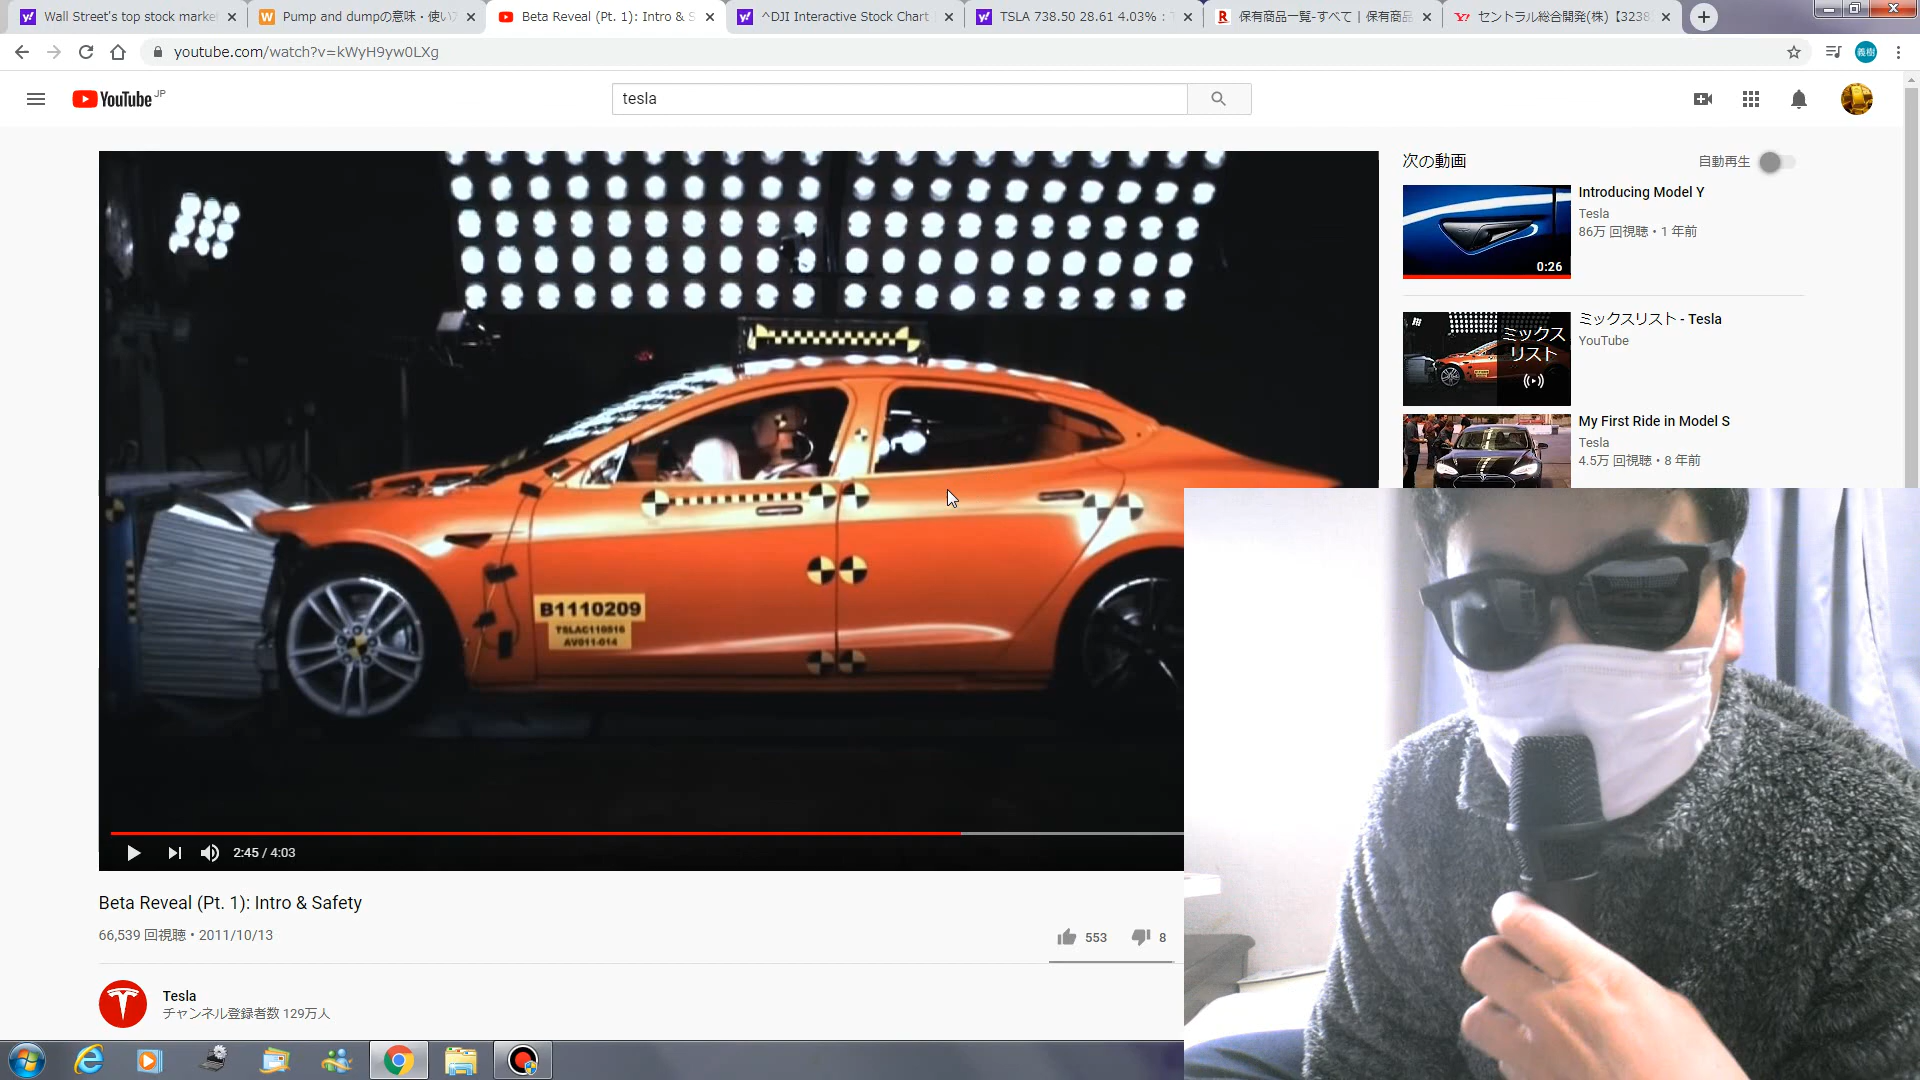 Wall Street's top stock marke
Pump and dumpの意味・使い
Beta Reveal (Pt. 1): Intro & S
^DJI Interactive Stock Chart
TSLA 738.50 28.61 4.03% : T
保有商品一覧-すべて | 保有商品
セントラル総合開発(株)【3238
youtube.com/watch?v=kWyH9yw0LXg
義樹
YouTube JP
tesla
次の動画
自動再生
Introducing Model Y
Tesla
86万 回視聴・1 年前
0:26
ミックスリスト - Tesla
YouTube
ミックス
リスト
My First Ride in Model S
Tesla
4.5万 回視聴・8 年前
B1110209
TSLAC110516
AV011-014
2:45 / 4:03
Beta Reveal (Pt. 1): Intro & Safety
66,539 回視聴・2011/10/13
553
8
Tesla
チャンネル登録者数 129万人